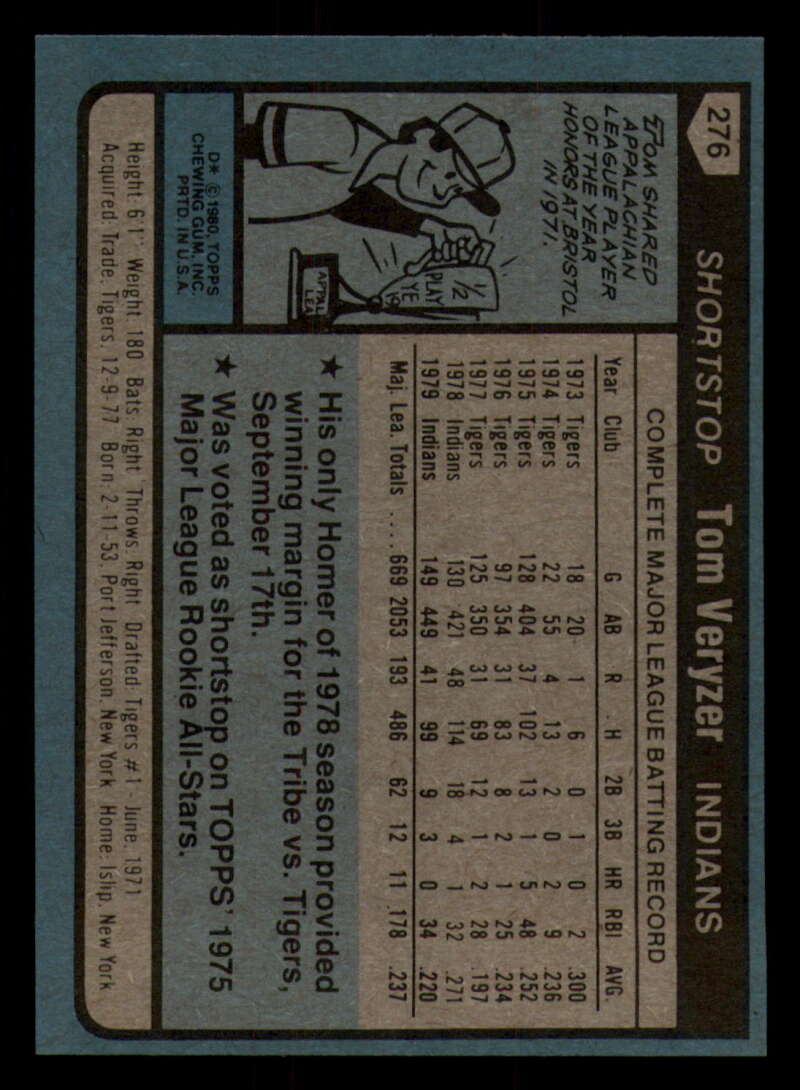 276
SHORTSTOP Tom Veryzer INDIANS
TOM SHARED
APPALACHIAN
LEAGUE PLAYER
OF THE YEAR
HONORS AT BRISTOL
IN 1971.
1/2
PLAY
YE
19
APPAL
LEA
D* © 1980, TOPPS
CHEWING GUM, INC.
PRTD. IN U.S.A.
COMPLETE MAJOR LEAGUE BATTING RECORD
Year Club G AB R H 2B 3B HR RBI AVG.
1973 Tigers 18 20 1 6 0 1 0 2 .300
1974 Tigers 22 55 4 13 2 0 2 9 .236
1975 Tigers 128 404 37 102 13 1 5 48 .252
1976 Tigers 97 354 31 83 8 2 1 25 .234
1977 Tigers 125 350 31 69 12 1 2 28 .197
1978 Indians 130 421 48 114 18 4 1 32 .271
1979 Indians 149 449 41 99 9 3 0 34 .220
Maj. Lea. Totals .... 669 2053 193 486 62 12 11 178 .237
★ His only Homer of 1978 season provided
winning margin for the Tribe vs. Tigers,
September 17th.
★ Was voted as shortstop on TOPPS' 1975
Major League Rookie All-Stars.
Height: 6'1" Weight: 180 Bats: Right Throws: Right Drafted: Tigers #1 - June, 1971
Acquired: Trade, Tigers, 12-9-77 Born: 2-11-53, Port Jefferson, New York Home: Islip, New York